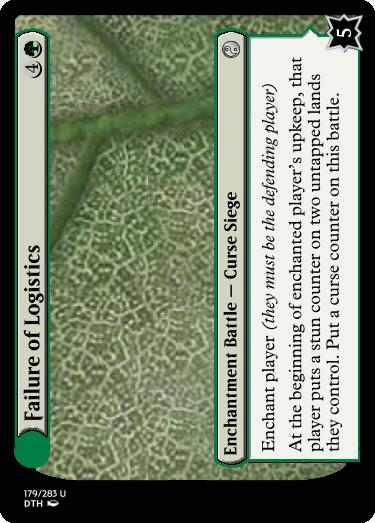 Failure of Logistics 4
Enchantment Battle — Curse Siege
Enchant player (they must be the defending player)
At the beginning of enchanted player's upkeep, that
player puts a stun counter on two untapped lands
they control. Put a curse counter on this battle.
5
179/283 U
DTH